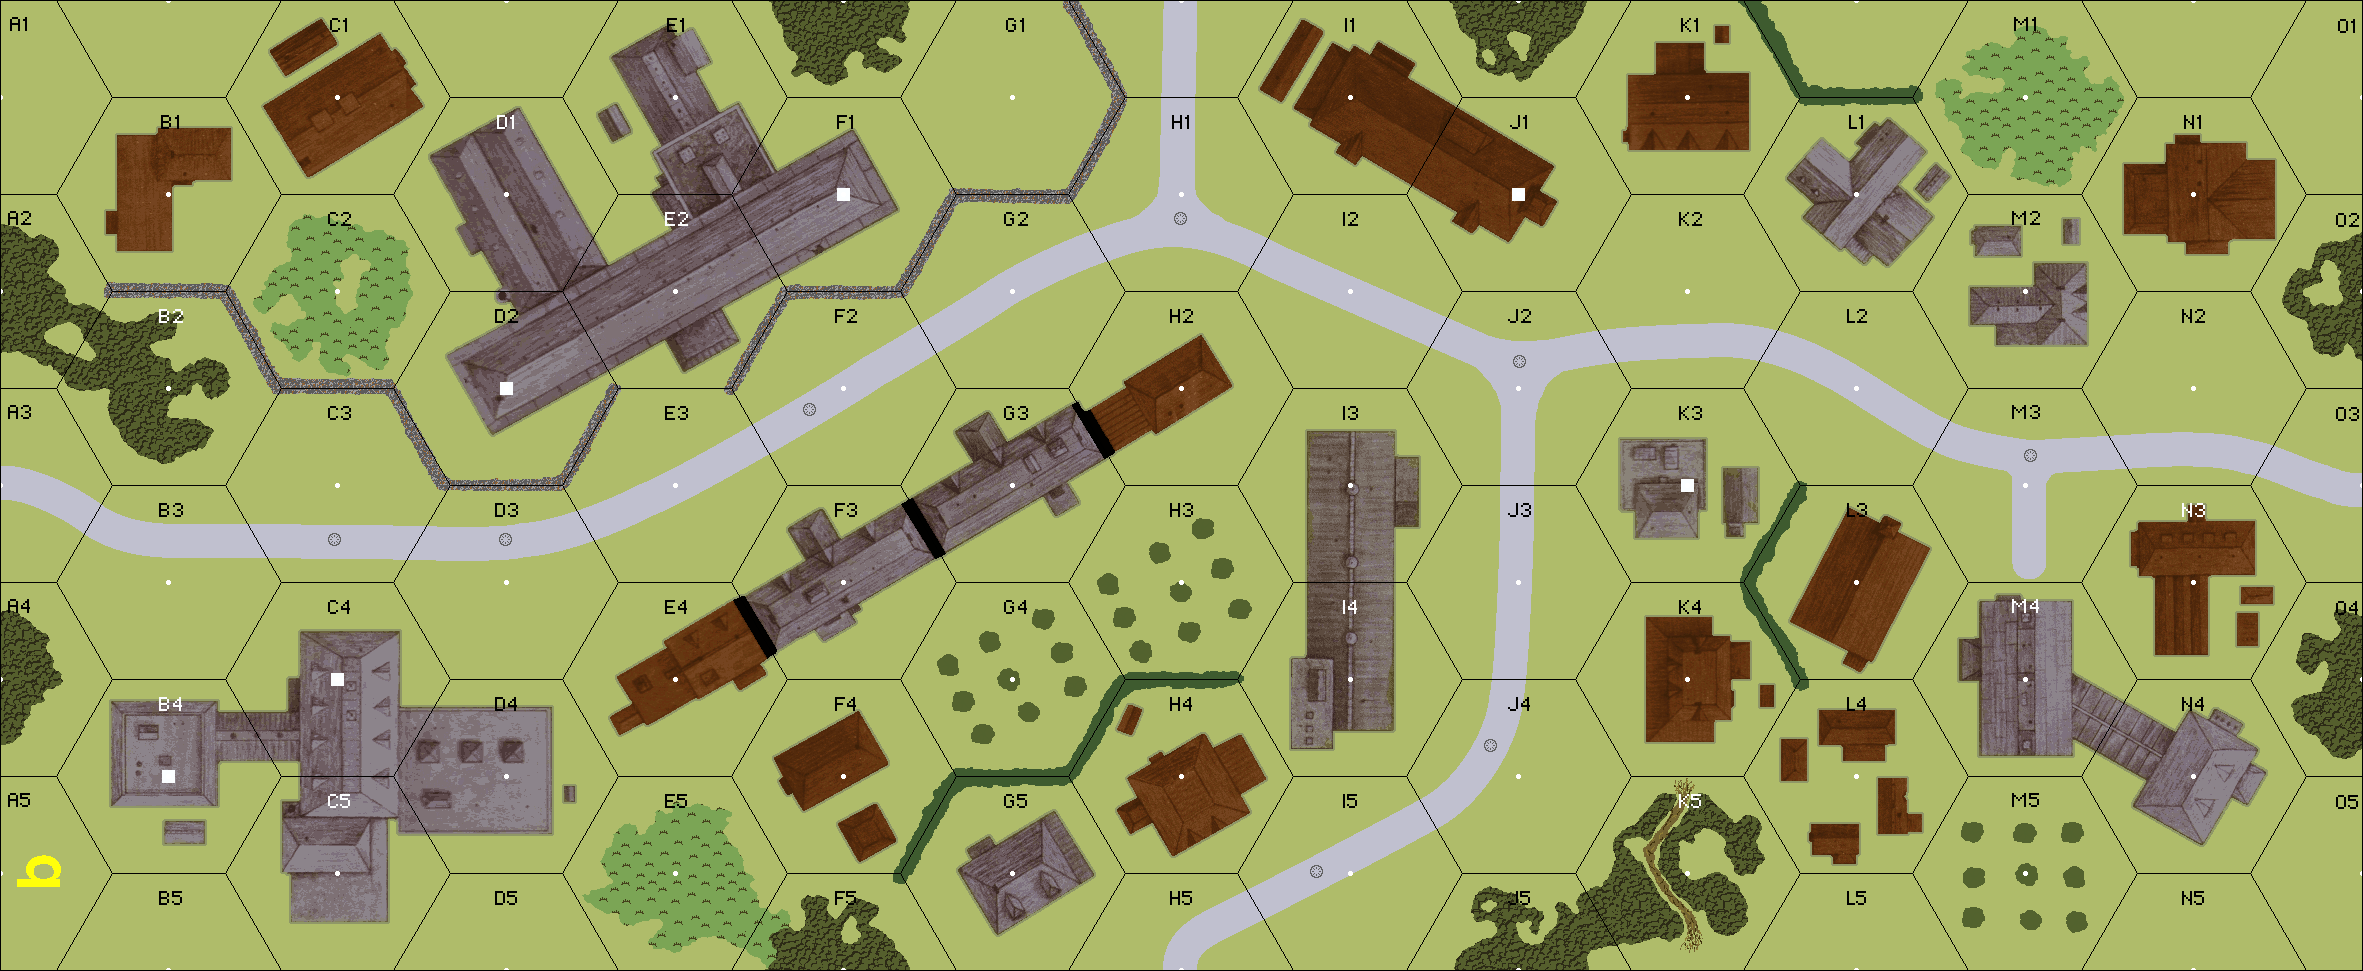 A1 C1 E1 G1 I1 K1 M1 O1
B1 D1 F1 H1 J1 L1 N1
A2 C2 E2 G2 I2 K2 M2 O2
B2 D2 F2 H2 J2 L2 N2
A3 C3 E3 G3 I3 K3 M3 O3
B3 D3 F3 H3 J3 L3 N3
A4 C4 E4 G4 I4 K4 M4 O4
B4 D4 F4 H4 J4 L4 N4
A5 C5 E5 G5 I5 K5 M5 O5
b
B5 D5 F5 H5 J5 L5 N5